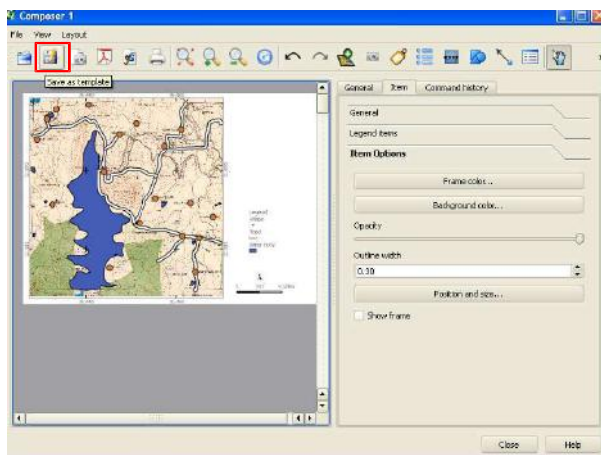 Composer 1
File View Layout
Save as template
General Item Command history
General
Legend items
Item Options
Frame color...
Background color...
Opacity
Outline width
0.30
Position and size...
Show frame
Legend
Close Help